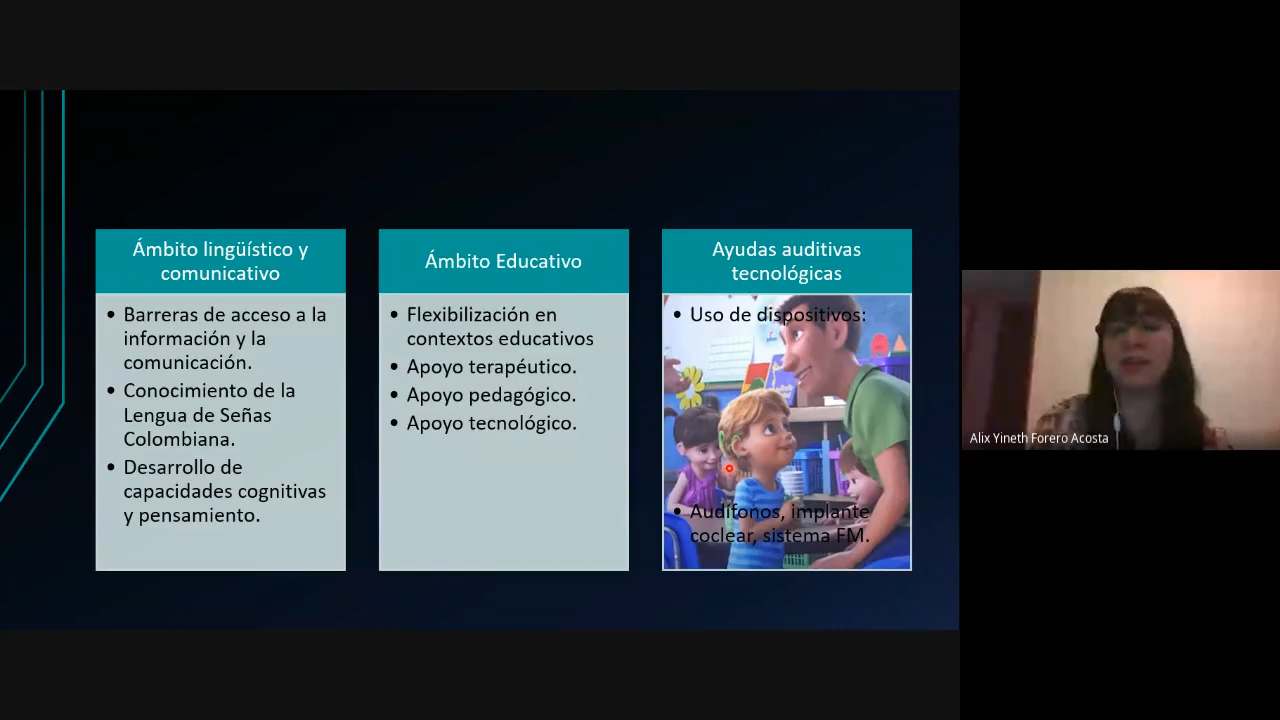 Ámbito lingüístico y
comunicativo
• Barreras de acceso a la
información y la
comunicación.
• Conocimiento de la
Lengua de Señas
Colombiana.
• Desarrollo de
capacidades cognitivas
y pensamiento.
Ámbito Educativo
• Flexibilización en
contextos educativos
• Apoyo terapéutico.
• Apoyo pedagógico.
• Apoyo tecnológico.
Ayudas auditivas
tecnológicas
• Uso de dispositivos:
• Audífonos, implante
coclear, sistema FM.
Alix Yineth Forero Acosta